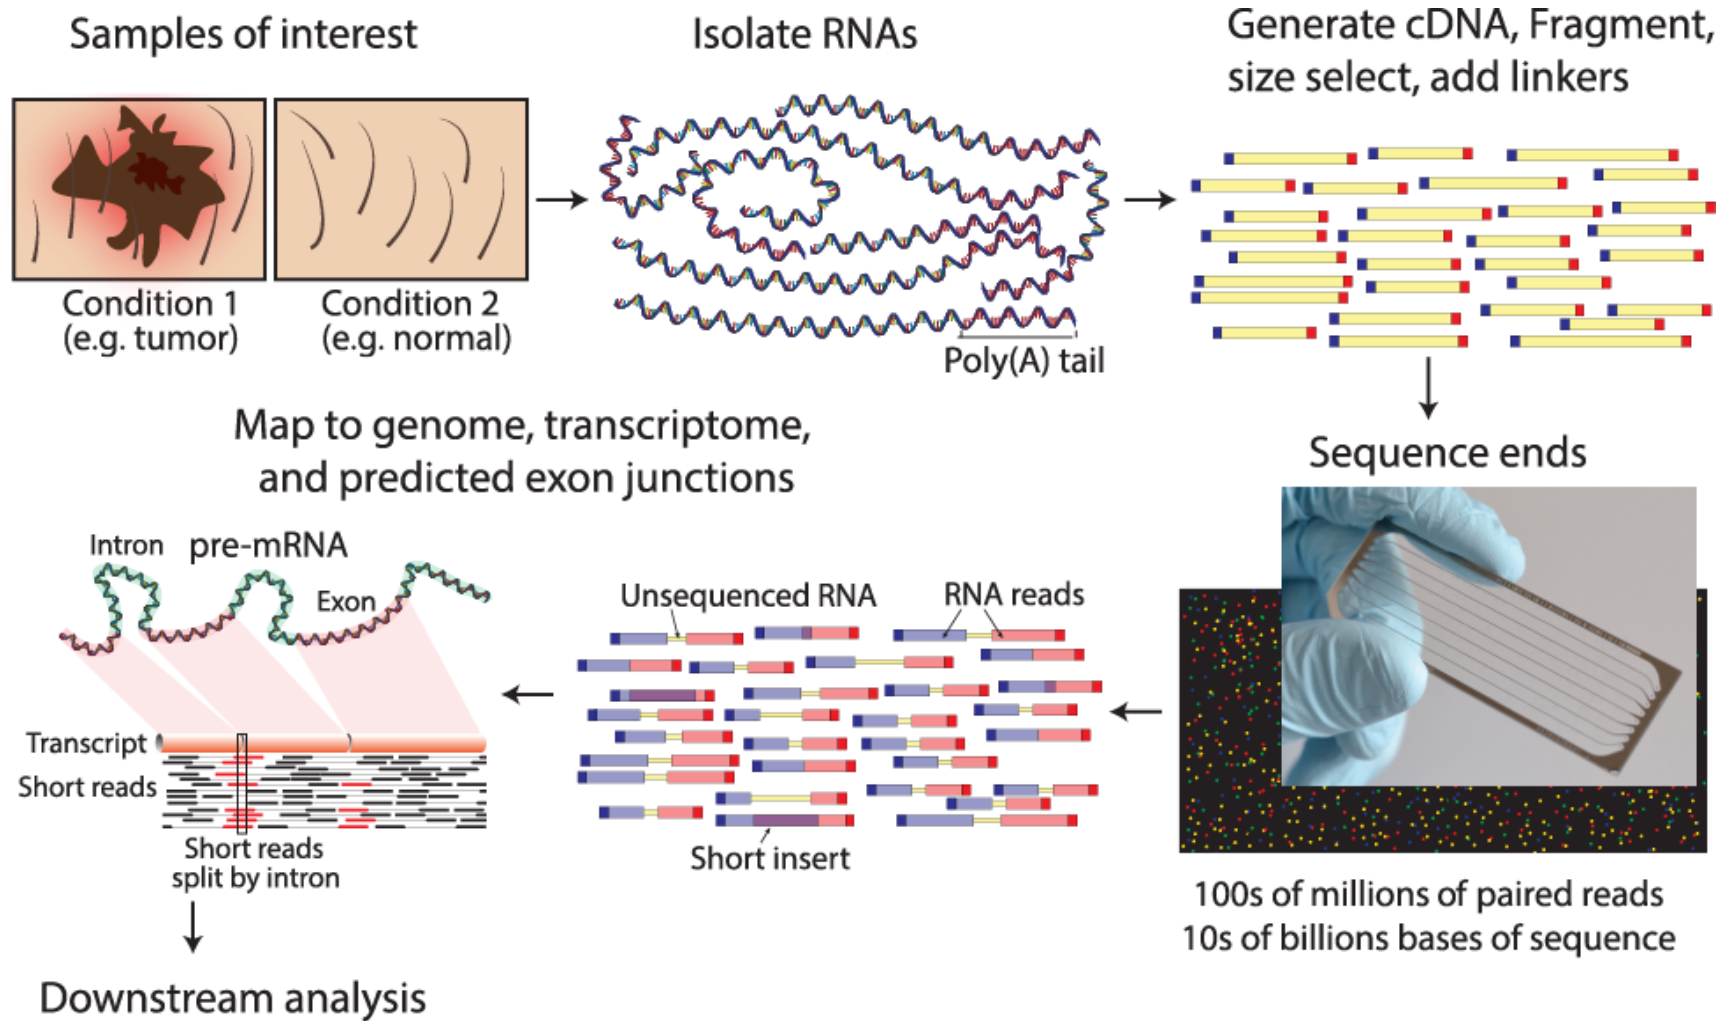 Samples of interest
Condition 1
(e.g. tumor)
Condition 2
(e.g. normal)
Isolate RNAs
Poly(A) tail
Generate cDNA, Fragment,
size select, add linkers
Sequence ends
100s of millions of paired reads
10s of billions bases of sequence
Unsequenced RNA
RNA reads
Short insert
Map to genome, transcriptome,
and predicted exon junctions
Intron
pre-mRNA
Exon
Transcript
Short reads
Short reads
split by intron
Downstream analysis